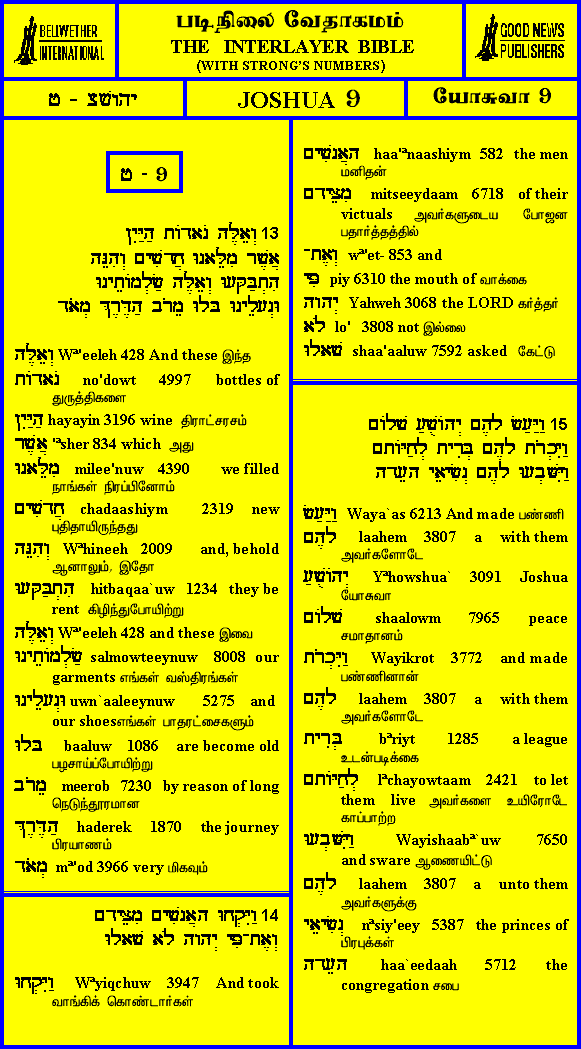 BELLWETHER
INTERNATIONAL
படிநிலை வேதாகமம்
THE INTERLAYER BIBLE
(WITH STRONG'S NUMBERS)
GOOD NEWS
PUBLISHERS
יהושצ - ט
JOSHUA 9
யோசுவா 9
ט - 9
13 וְאֵלֶּה נֹאדוֹת הַיַּיִן
אֲשֶׁר מִלֵּאנוּ חֲדָשִׁים וְהִנֵּה
הִתְבַּקָּעוּ וְאֵלֶּה שַׂלְמוֹתֵינוּ
וּנְעָלֵינוּ בָּלוּ מֵרֹב הַדֶּרֶךְ מְאֹד
וְאֵלֶּה Wª'eeleh 428 And these இந்த
נֹאדוֹת no'dowt 4997 bottles of
துருத்திகளை
הַיַּיִן hayayin 3196 wine திராட்சரசம்
אֲשֶׁר 'ªsher 834 which அது
מִלֵּאנוּ milee'nuw 4390 we filled
நாங்கள் நிரப்பினோம்
חֲדָשִׁים chadaashiym 2319 new
புதிதாயிருந்தது
וְהִנֵּה Wªhineeh 2009 and, behold
ஆனாலும், இதோ
הִתְבַּקָּעוּ hitbaqaa`uw 1234 they be
rent கிழிந்துபோயிற்று
וְאֵלֶּה Wª'eeleh 428 and these இவை
שַׂלְמוֹתֵינוּ salmowteeynuw 8008 our
garments எங்கள் வஸ்திரங்கள்
וּנְעָלֵינוּ uwn`aaleeynuw 5275 and
our shoesஎங்கள் பாதரட்சைகளும்
בָּלוּ baaluw 1086 are become old
பழசாய்ப்போயிற்று
מֵרֹב meerob 7230 by reason of long
நெடுந்தூரமான
הַדֶּרֶךְ haderek 1870 the journey
பிரயாணம்
מְאֹד mª'od 3966 very மிகவும்
14 וַיִּקְחוּ הָאֲנָשִׁים מִצֵּידָם
וְאֶת־פִּי יְהוָה לֹא שָׁאָלוּ
וַיִּקְחוּ Wªyiqchuw 3947 And took
வாங்கிக் கொண்டார்கள்
הָאֲנָשִׁים haa'ªnaashiym 582 the men
மனிதன்
מִצֵּידָם mitseeydaam 6718 of their
victuals அவர்களுடைய போஜன
பதார்த்தத்தில்
וְאֶת־ wª'et- 853 and
פִּי piy 6310 the mouth of வாக்கை
יְהוָה Yahweh 3068 the LORD கர்த்தர்
לֹא lo' 3808 not இல்லை
שָׁאָלוּ shaa'aaluw 7592 asked கேட்டு
15 וַיַּעַשׂ לָהֶם יְהוֹשֻׁעַ שָׁלוֹם
וַיִּכְרֹת לָהֶם בְּרִית לְחַיּוֹתָם
וַיִּשָּׁבְעוּ לָהֶם נְשִׂיאֵי הָעֵדָה
וַיַּעַשׂ Waya`as 6213 And made பண்ணி
לָהֶם laahem 3807 a with them
அவர்களோடே
יְהוֹשֻׁעַ Yªhowshua` 3091 Joshua
யோசுவா
שָׁלוֹם shaalowm 7965 peace
சமாதானம்
וַיִּכְרֹת Wayikrot 3772 and made
பண்ணினான்
לָהֶם laahem 3807 a with them
அவர்களோடே
בְּרִית bªriyt 1285 a league
உடன்படிக்கை
לְחַיּוֹתָם lªchayowtaam 2421 to let
them live அவர்களை உயிரோடே
காப்பாற்ற
וַיִּשָּׁבְעוּ Wayishaabª`uw 7650
and sware ஆணையிட்டு
לָהֶם laahem 3807 a unto them
அவர்களுக்கு
נְשִׂיאֵי nªsiy'eey 5387 the princes of
பிரபுக்கள்
הָעֵדָה haa`eedaah 5712 the
congregation சபை